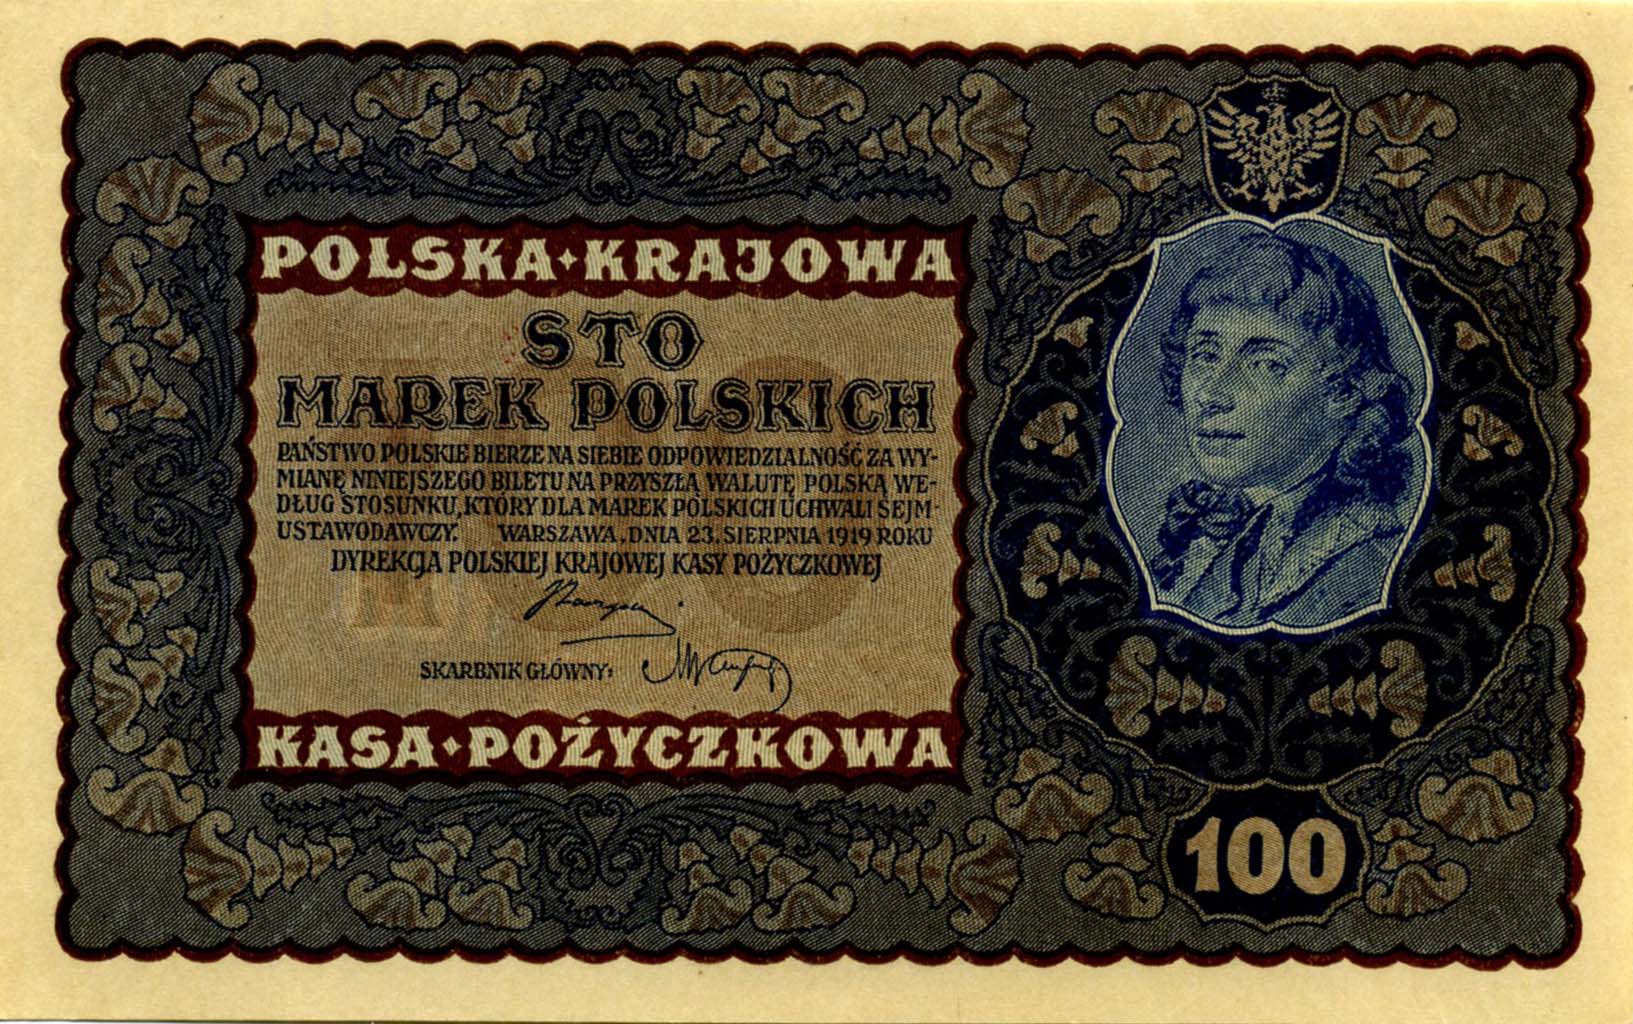 POLSKA·KRAJOWA
STO
MAREK POLSKICH
PAŃSTWO POLSKIE BIERZE NA SIEBIE ODPOWIEDZIALNOŚĆ ZA WY-
MIANĘ NINIEJSZEGO BILETU NA PRZYSZŁĄ WALUTĘ POLSKĄ WE-
DŁUG STOSUNKU, KTÓRY DLA MAREK POLSKICH UCHWALI SEJM
USTAWODAWCZY. WARSZAWA, DNIA 23. SIERPNIA 1919 ROKU
DYREKCJA POLSKIEJ KRAJOWEJ KASY POŻYCZKOWEJ
SKARBNIK GŁÓWNY:
KASA·POŻYCZKOWA
100